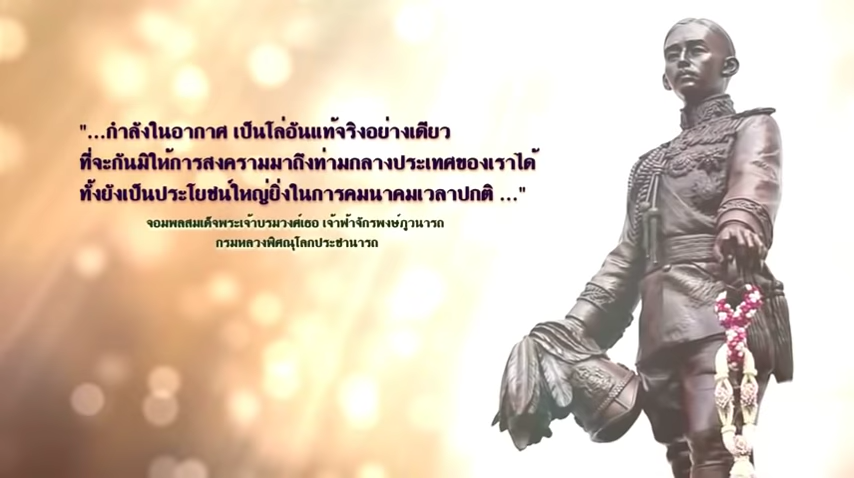 "...กำลังในอากาศ เป็นโล่อันแท้จริงอย่างเดียว
ที่จะกันมิให้การสงครามมาถึงท่ามกลางประเทศของเราได้
ทั้งยังเป็นประโยชน์ใหญ่ยิ่งในการคมนาคมเวลาปกติ ..."
จอมพลสมเด็จพระเจ้าบรมวงศ์เธอ เจ้าฟ้าจักรพงษ์ภูวนารถ
กรมหลวงพิศณุโลกประชานารถ